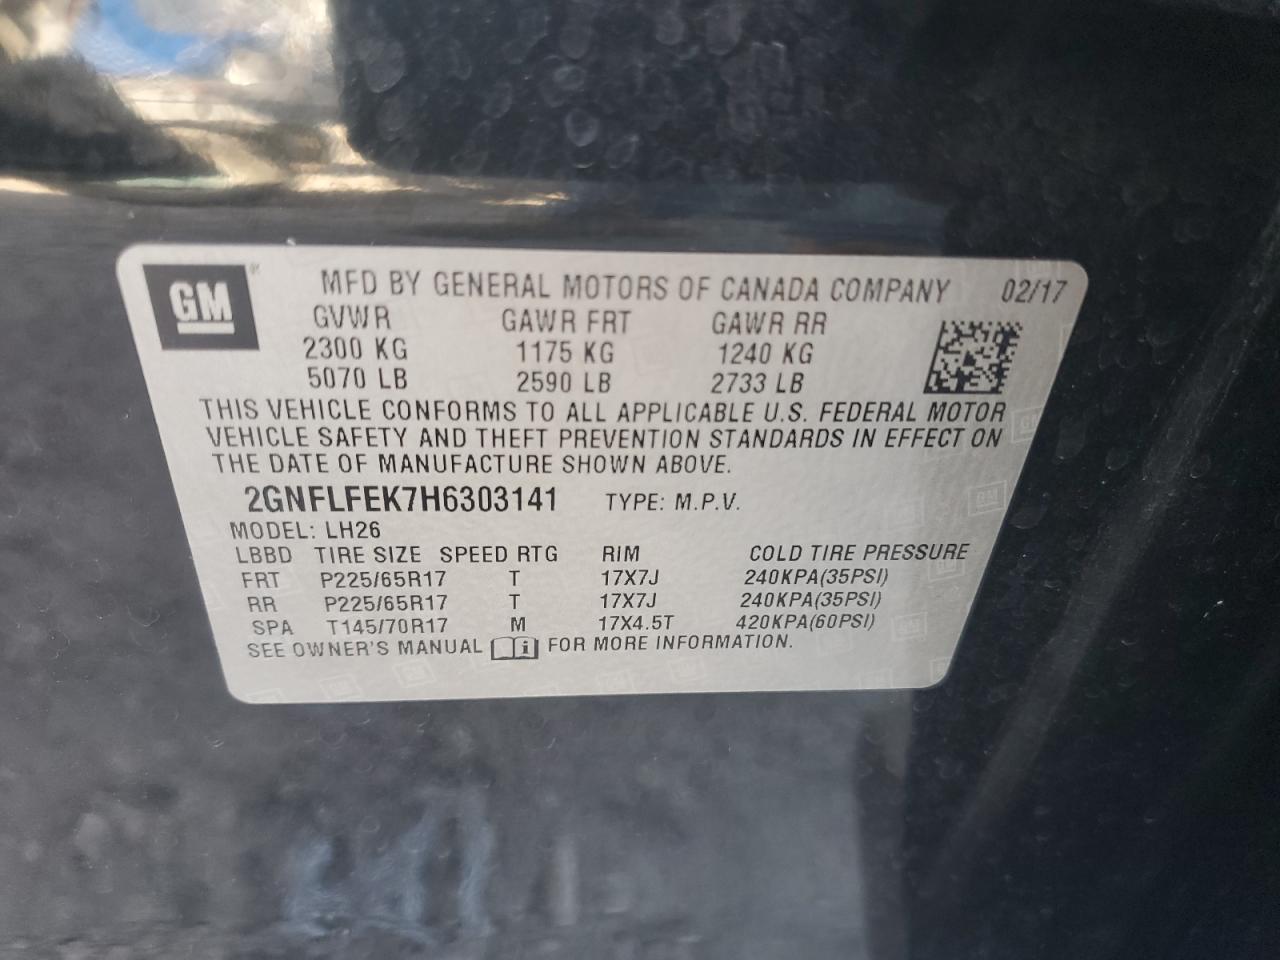 GM
MFD BY GENERAL MOTORS OF CANADA COMPANY 02/17
GVWR GAWR FRT GAWR RR
2300 KG 1175 KG 1240 KG
5070 LB 2590 LB 2733 LB
THIS VEHICLE CONFORMS TO ALL APPLICABLE U.S. FEDERAL MOTOR
VEHICLE SAFETY AND THEFT PREVENTION STANDARDS IN EFFECT ON
THE DATE OF MANUFACTURE SHOWN ABOVE.
2GNFLFEK7H6303141 TYPE: M.P.V.
MODEL: LH26
LBBD TIRE SIZE SPEED RTG RIM COLD TIRE PRESSURE
FRT P225/65R17 T 17X7J 240KPA(35PSI)
RR P225/65R17 T 17X7J 240KPA(35PSI)
SPA T145/70R17 M 17X4.5T 420KPA(60PSI)
SEE OWNER'S MANUAL i FOR MORE INFORMATION.